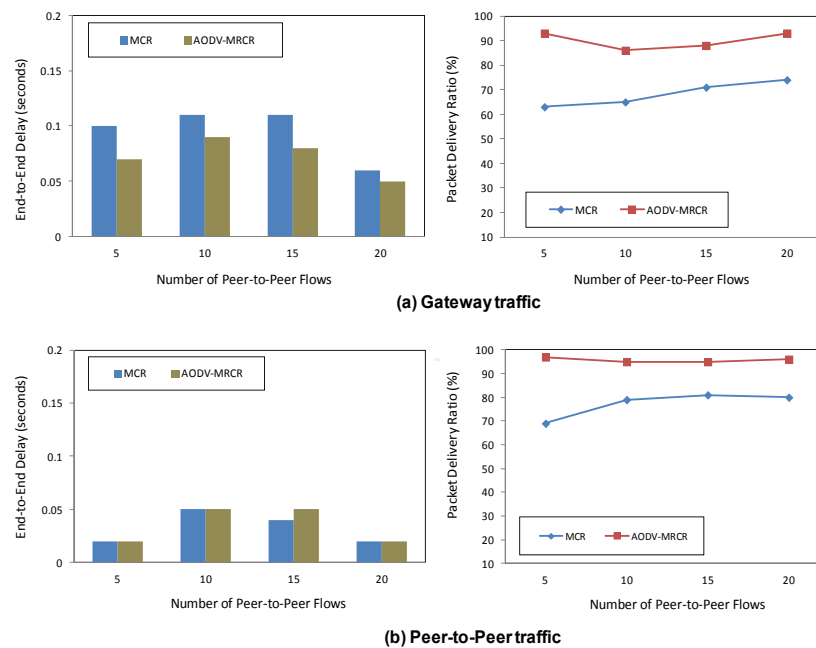 MCR AODV-MRCR
End-to-End Delay (seconds)
0.2
0.15
0.1
0.05
0
5 10 15 20
Number of Peer-to-Peer Flows
Packet Delivery Ratio (%)
100
90
80
70
60
50
40
30
20
10
MCR AODV-MRCR
5 10 15 20
Number of Peer-to-Peer Flows
(a) Gateway traffic
MCR AODV-MRCR
End-to-End Delay (seconds)
0.2
0.15
0.1
0.05
0
5 10 15 20
Number of Peer-to-Peer Flows
Packet Delivery Ratio (%)
100
90
80
70
60
50
40
30
20
10
MCR AODV-MRCR
5 10 15 20
Number of Peer-to-Peer Flows
(b) Peer-to-Peer traffic